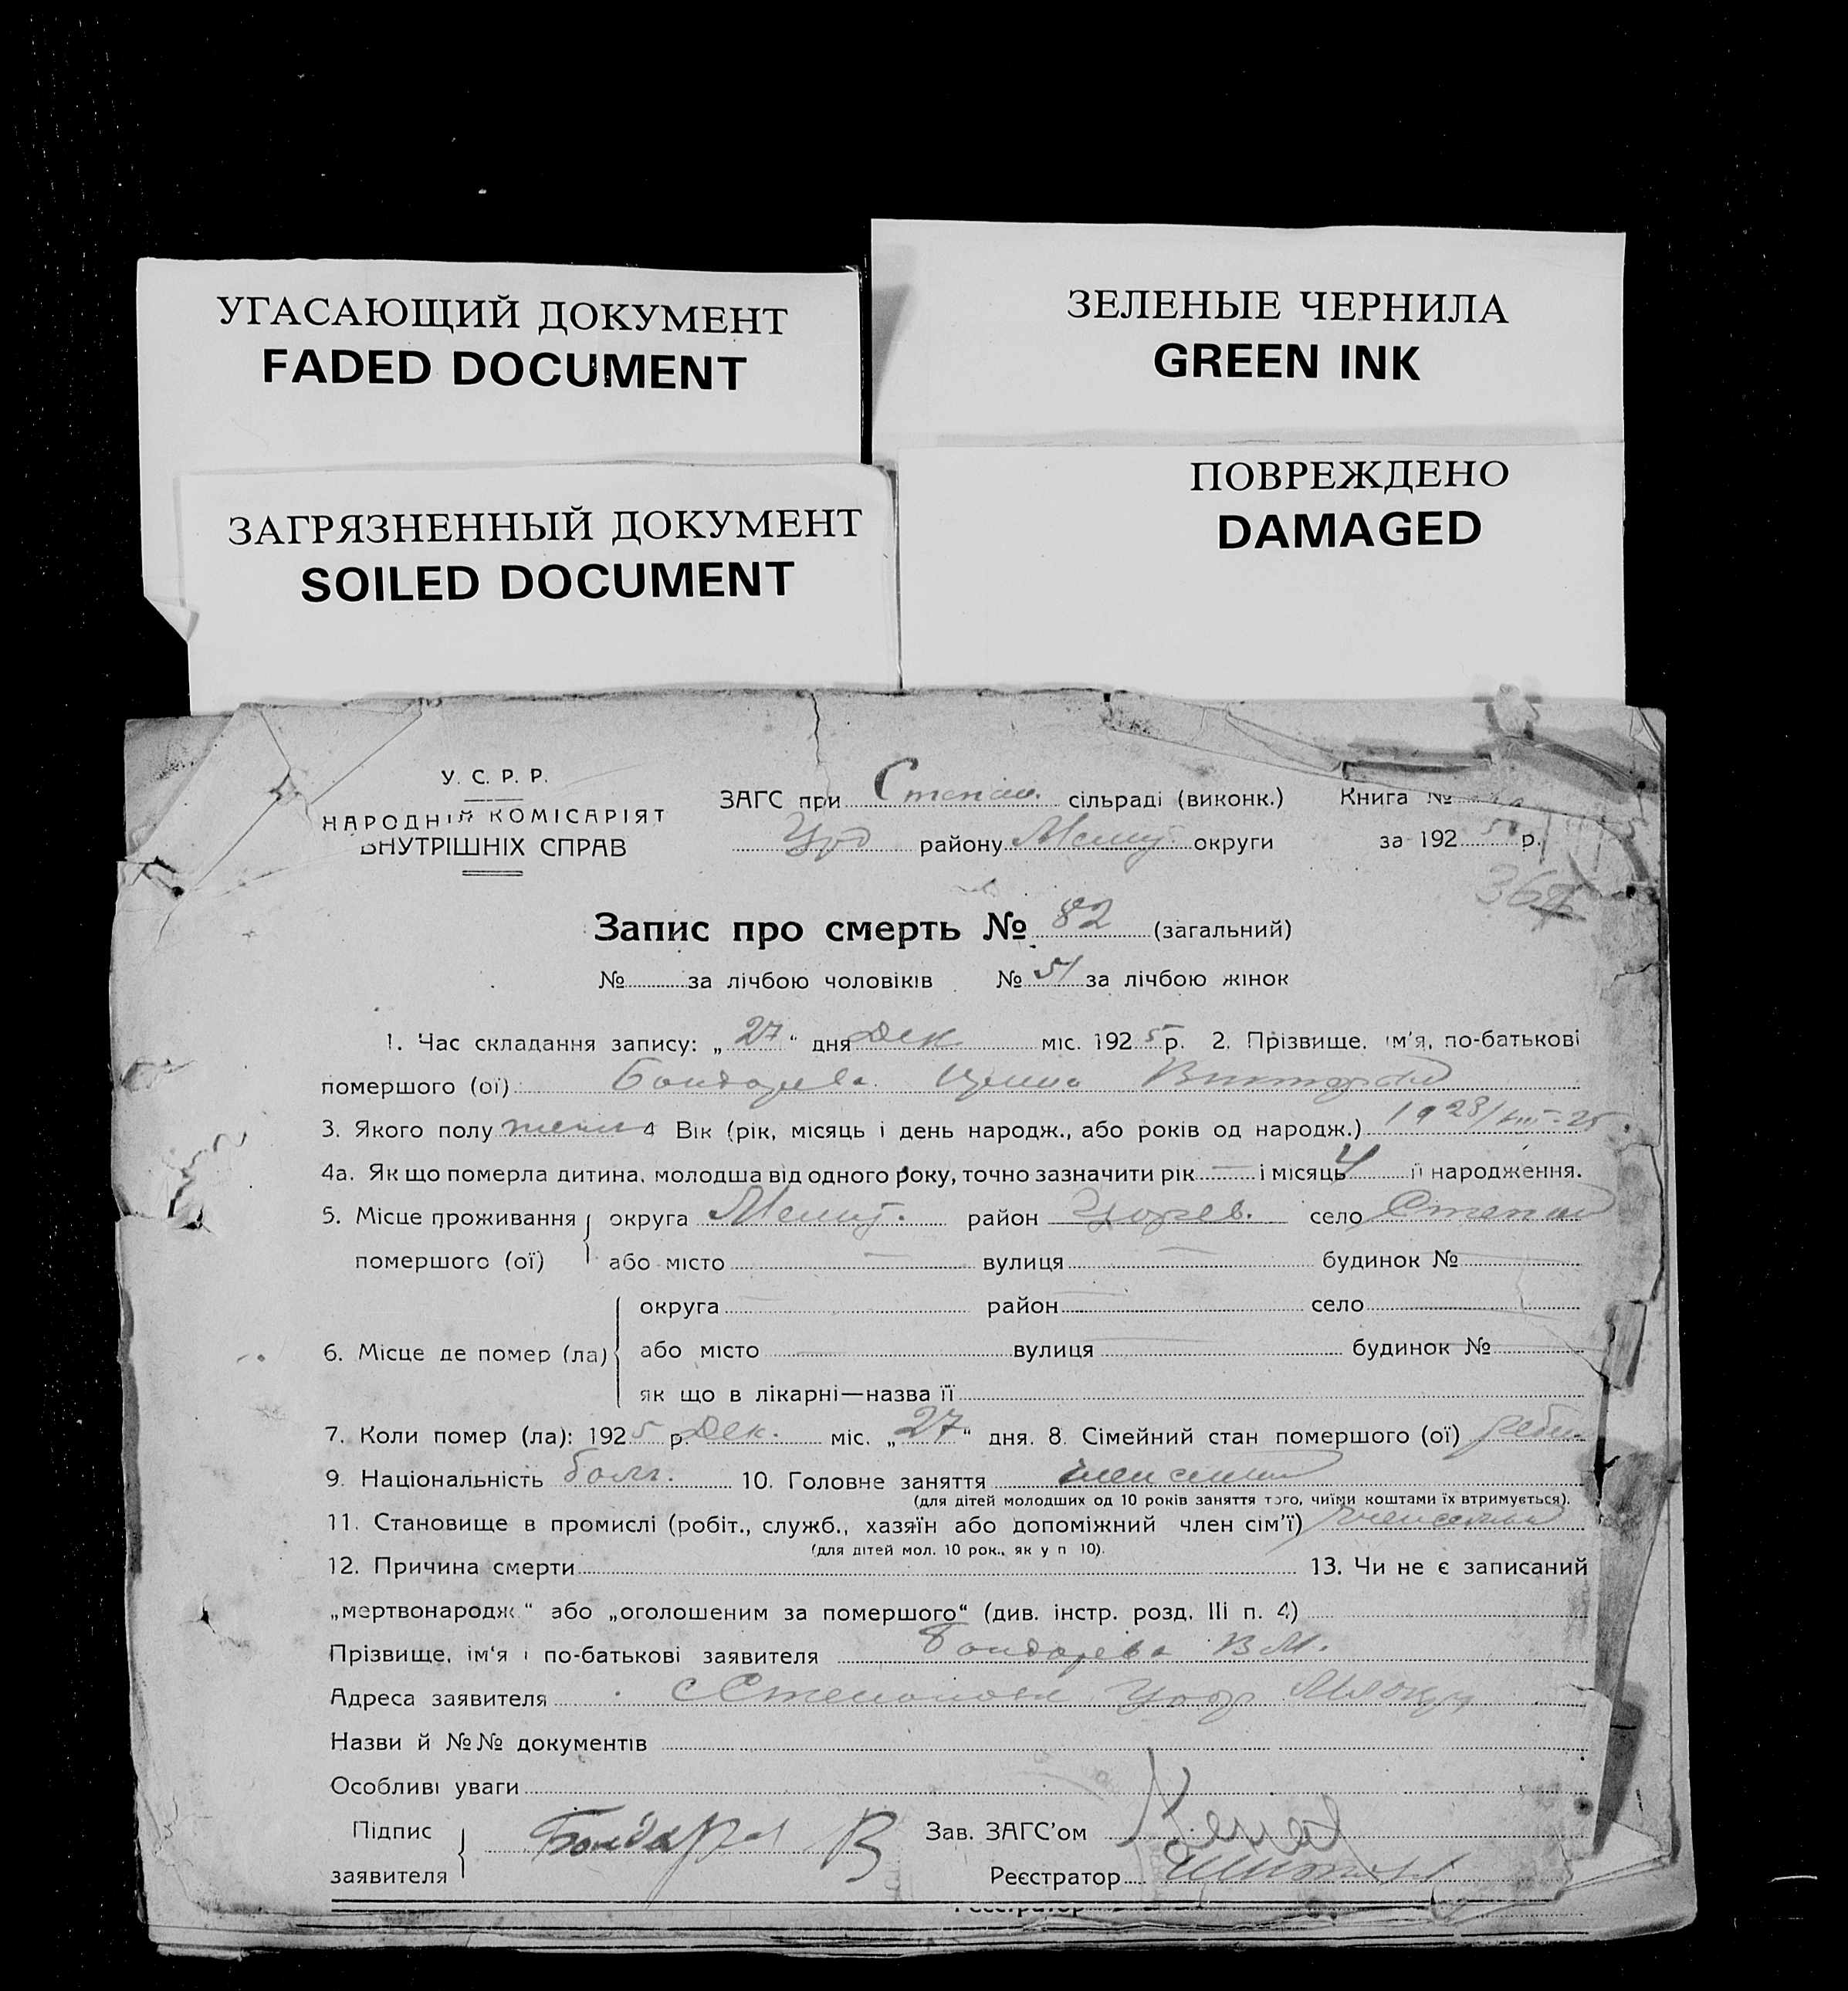 УГАСАЮЩИЙ ДОКУМЕНТ
FADED DOCUMENT
ЗЕЛЕНЫЕ ЧЕРНИЛА
GREEN INK
ЗАГРЯЗНЕННЫЙ ДОКУМЕНТ
SOILED DOCUMENT
ПОВРЕЖДЕНО
DAMAGED
У. С. Р. Р.
НАРОДНІЙ КОМІСАРІЯТ
ВНУТРІШНІХ СПРАВ
ЗАГС при Степан. сільраді (виконк.)
району округи
Книга №
за 192 р.
Запис про смерть № 82 (загальний)
№ за лічбою чоловіків № 51 за лічбою жінок
1. Час складання запису: „ 27 “ дня Дек міс. 192 5 р. 2. Прізвище, ім'я, по-батькові
помершого (ої) Бондарева
3. Якого полу 4 Вік (рік, місяць і день народж., або років од народж.)
4а. Як що померла дитина, молодша від одного року, точно зазначити рік — і місяць 4 її народження.
5. Місце проживання округа район село Степан
помершого (ої) або місто — вулиця — будинок №
6. Місце де помер (ла) округа район село
або місто вулиця будинок №
як що в лікарні—назва її
7. Коли помер (ла): 192 5 р. Дек. міс. „ 27 “ дня. 8. Сімейний стан помершого (ої)
9. Національність болг. 10. Головне заняття
(для дітей молодших од 10 років заняття того, чиїми коштами їх втримується).
11. Становище в промислі (робіт., служб., хазяїн або допоміжний член сім'ї)
(для дітей мол. 10 рок., як у п 10).
12. Причина смерти 13. Чи не є записаний
„мертвонародж.“ або „оголошеним за помершого“ (див. інстр. розд. III п. 4)
Прізвище, ім'я і по-батькові заявителя Бондарева В М.
Адреса заявителя
Назви й №№ документів
Особливі уваги
Підпис
заявителя
Зав. ЗАГС'ом
Реєстратор